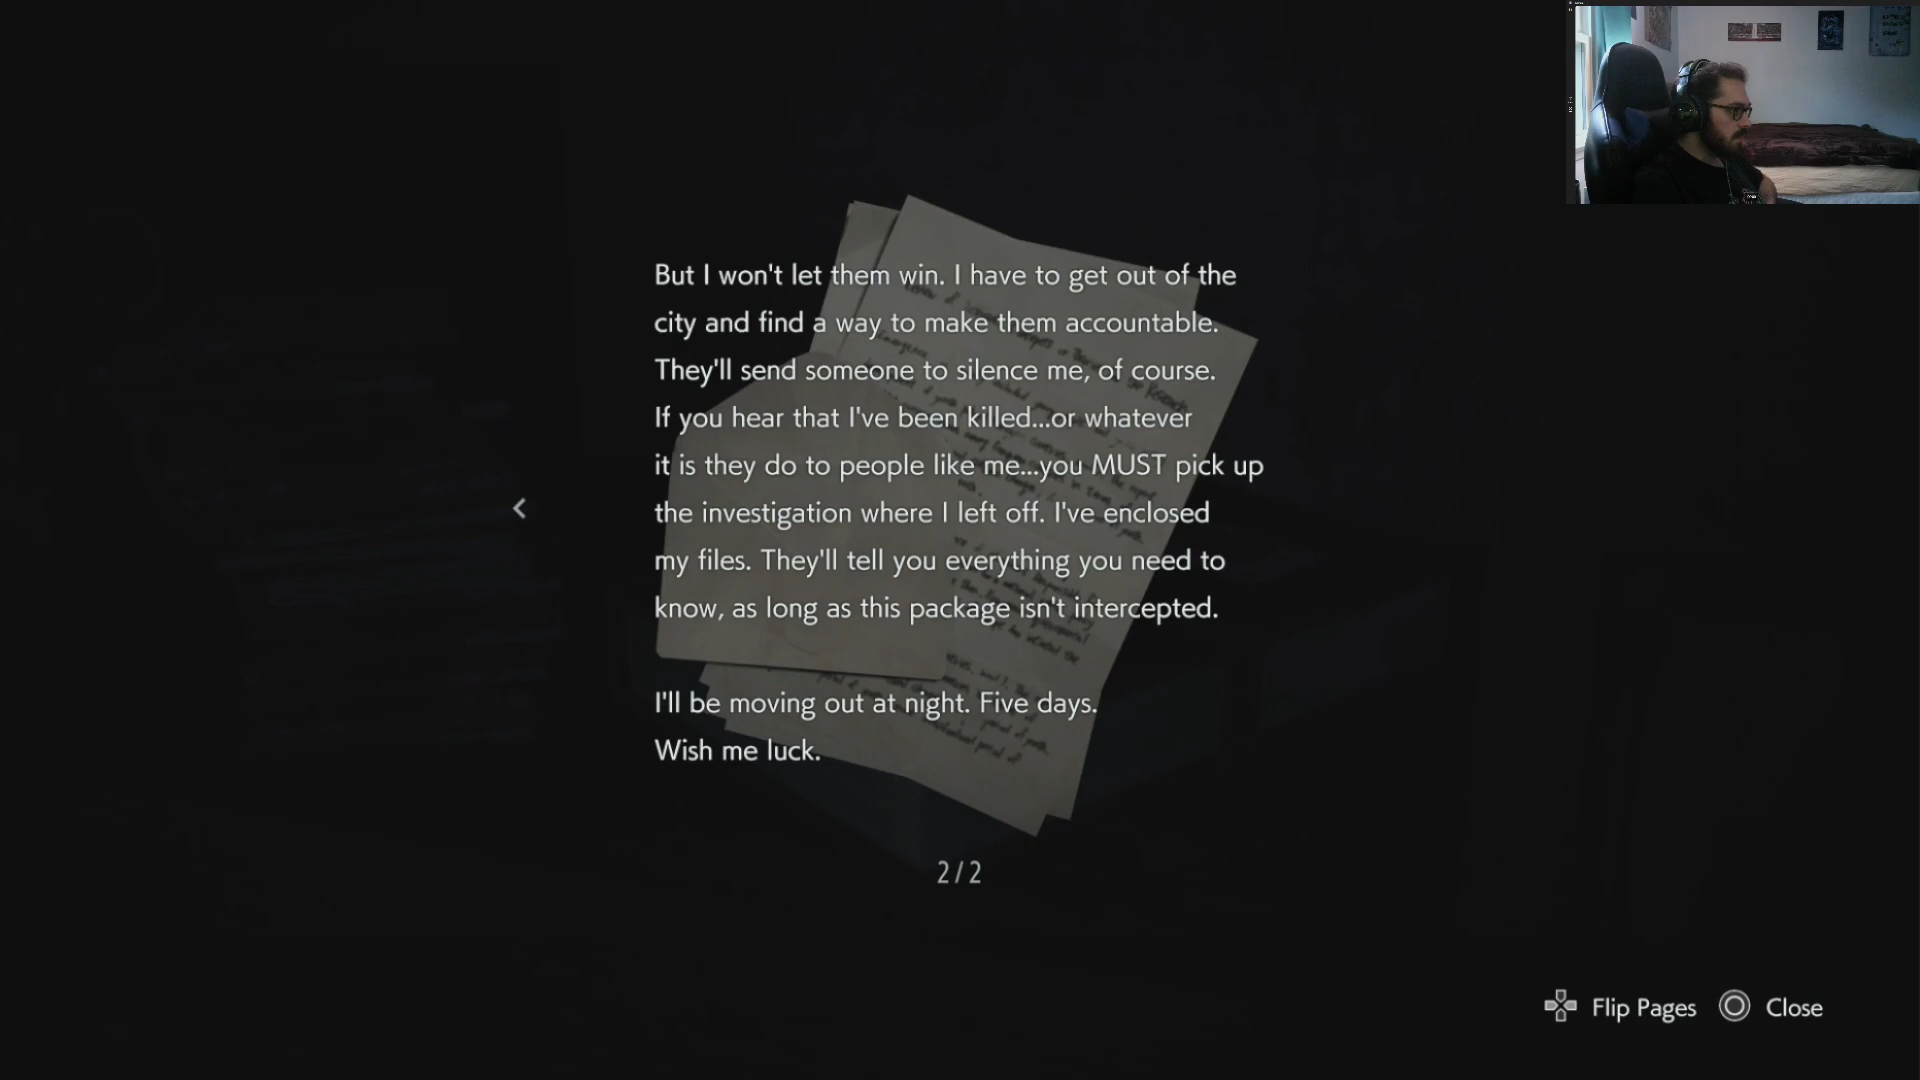 But I won't let them win. I have to get out of the
city and find a way to make them accountable.
They'll send someone to silence me, of course.
If you hear that I've been killed...or whatever
it is they do to people like me...you MUST pick up
the investigation where I left off. I've enclosed
my files. They'll tell you everything you need to
know, as long as this package isn't intercepted.
I'll be moving out at night. Five days.
Wish me luck.
2/2
Flip Pages
Close